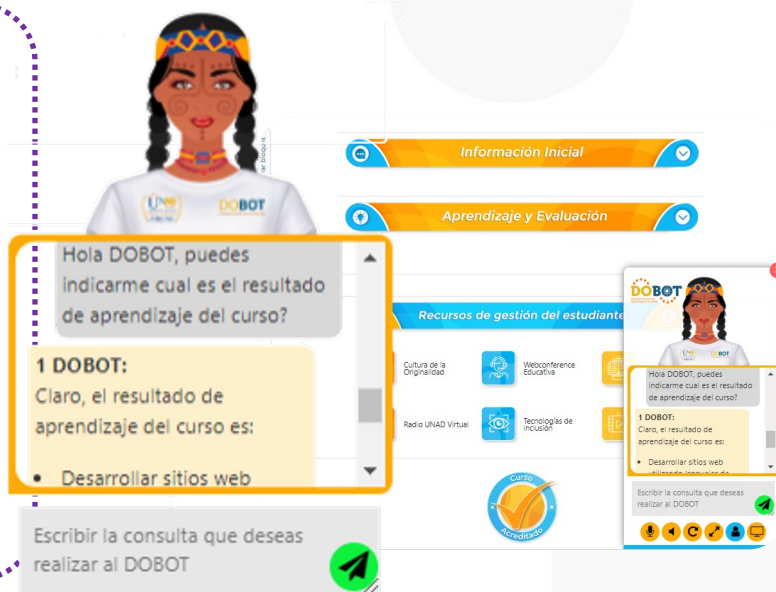 DOBOT
Hola DOBOT, puedes
indicarme cual es el resultado
de aprendizaje del curso?
1 DOBOT:
Claro, el resultado de
aprendizaje del curso es:
• Desarrollar sitios web
Escribir la consulta que deseas
realizar al DOBOT
Información Inicial
Aprendizaje y Evaluación
Recursos de gestión del estudiante
Cultura de la
Originalidad
Webconference
Educativa
Radio UNAD Virtual
Tecnologías de
Inclusión
Curso
Acreditado
DOBOT
DOBOT
Hola DOBOT, puedes
indicarme cual es el resultado
de aprendizaje del curso?
1 DOBOT:
Claro, el resultado de
aprendizaje del curso es:
• Desarrollar sitios web
Escribir la consulta que deseas
realizar al DOBOT